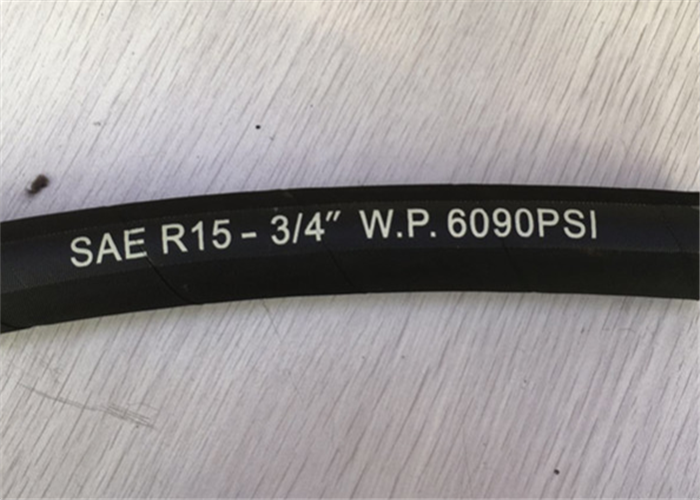 SAE R15 - 3/4" W.P. 6090PSI